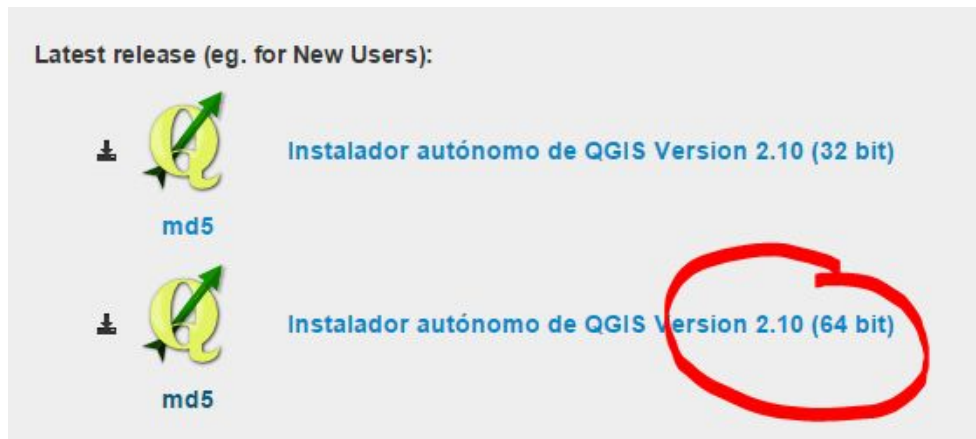 Latest release (eg. for New Users):
Instalador autónomo de QGIS Version 2.10 (32 bit)
md5
Instalador autónomo de QGIS Version 2.10 (64 bit)
md5